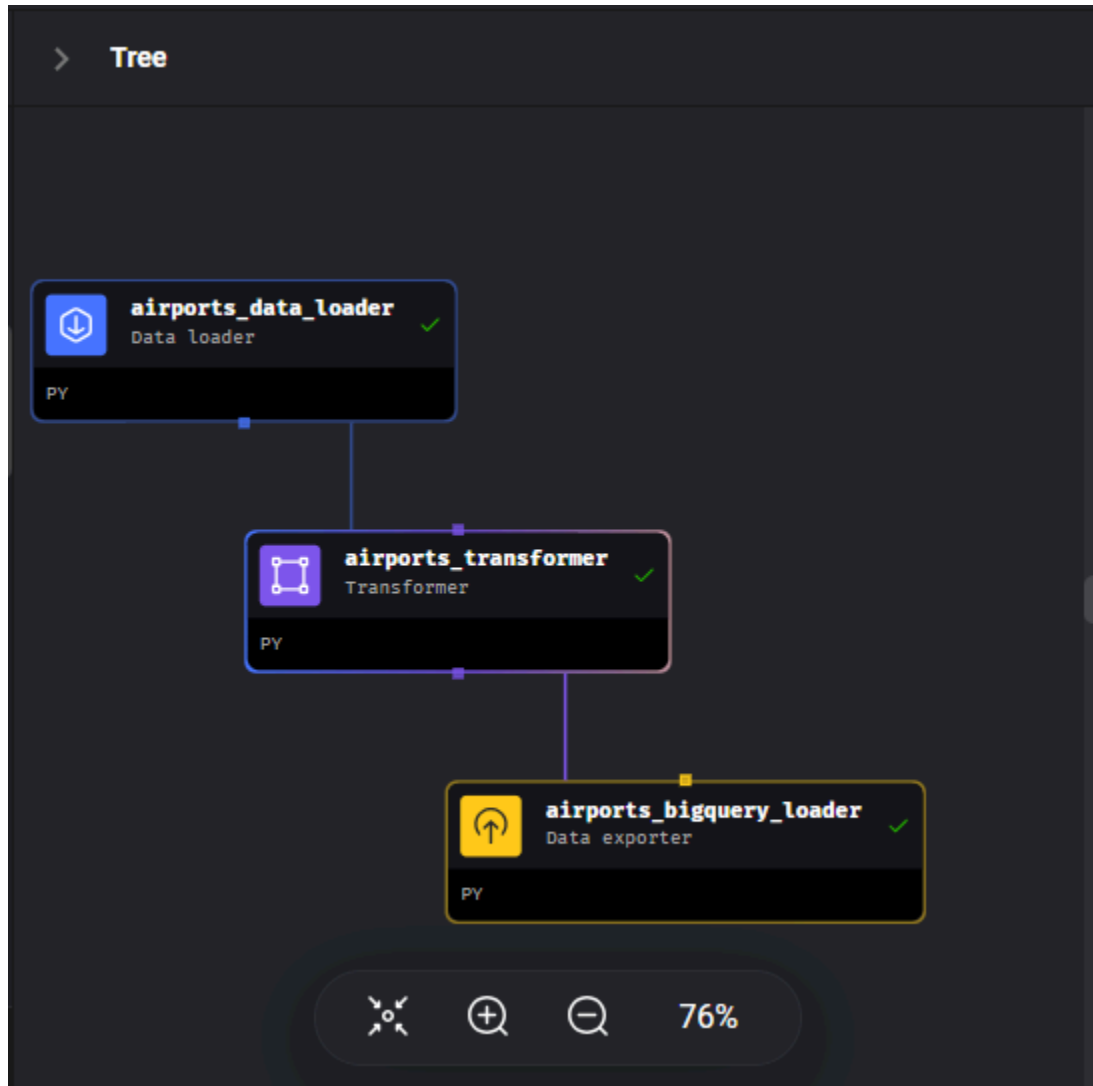 Tree
airports_data_loader
Data loader
PY
airports_transformer
Transformer
PY
airports_bigquery_loader
Data exporter
PY
76%